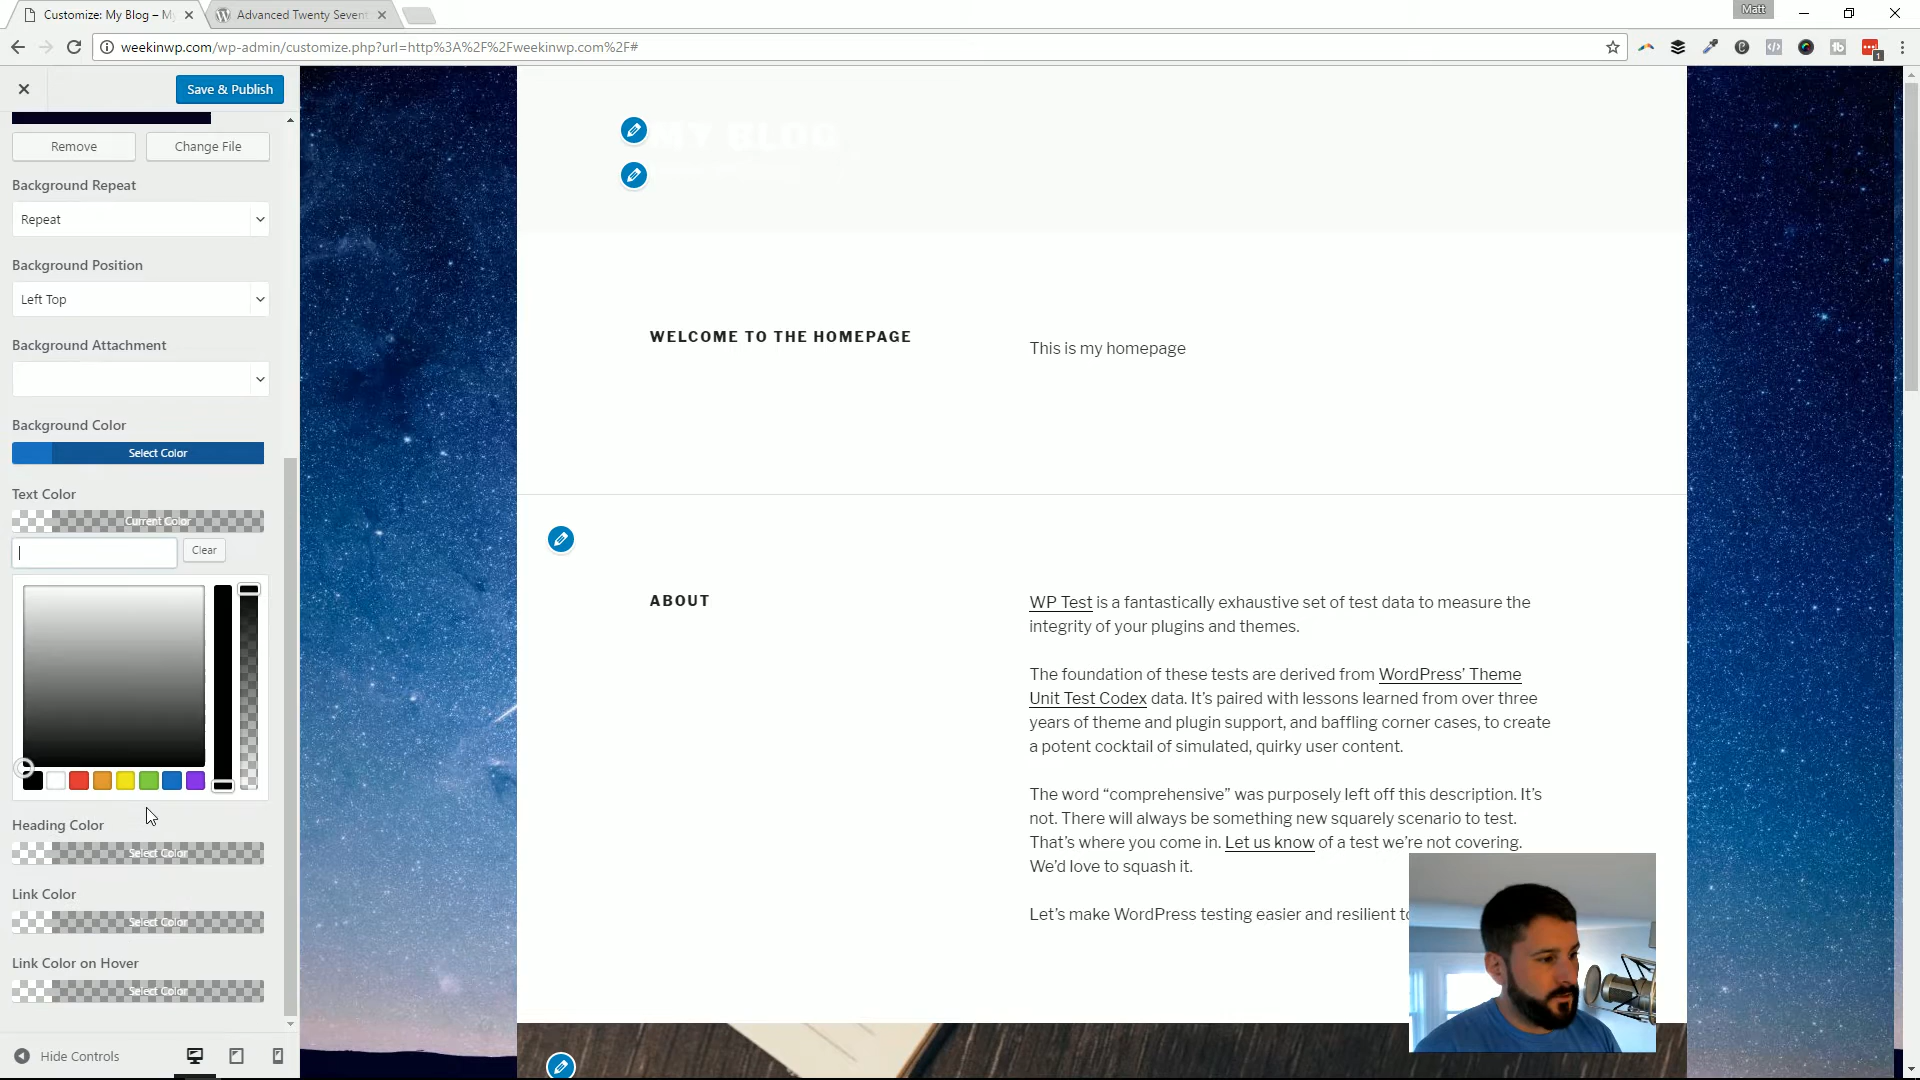 Customize: My Blog – My
Advanced Twenty Sevent
Matt
weekinwp.com/wp-admin/customize.php?url=http%3A%2F%2Fweekinwp.com%2F#
1
Save & Publish
Remove
Change File
Background Repeat
Repeat
Background Position
Left Top
Background Attachment
Background Color
Select Color
Text Color
Current Color
Clear
Heading Color
Select Color
Link Color
Select Color
Link Color on Hover
Select Color
Hide Controls
MY BLOG
WELCOME TO THE HOMEPAGE
This is my homepage
ABOUT
WP Test is a fantastically exhaustive set of test data to measure the
integrity of your plugins and themes.
The foundation of these tests are derived from WordPress’ Theme
Unit Test Codex data. It’s paired with lessons learned from over three
years of theme and plugin support, and baffling corner cases, to create
a potent cocktail of simulated, quirky user content.
The word “comprehensive” was purposely left off this description. It’s
not. There will always be something new squarely scenario to test.
That’s where you come in. Let us know of a test we’re not covering.
We’d love to squash it.
Let’s make WordPress testing easier and resilient to